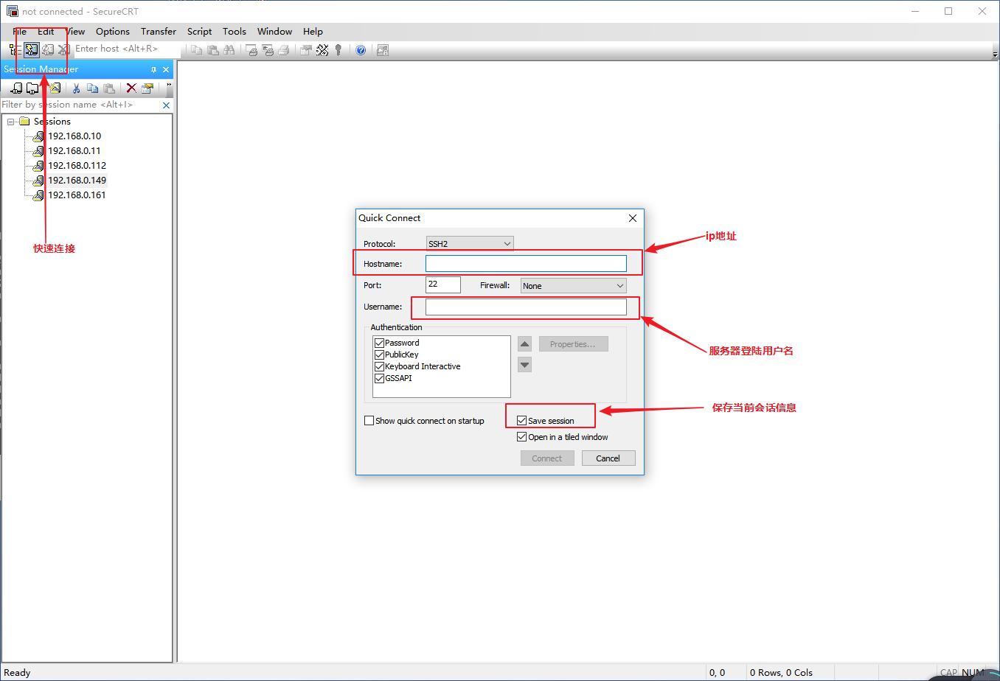 not connected - SecureCRT
File Edit View Options Transfer Script Tools Window Help
Enter host <Alt+R>
Session Manager
Filter by session name <Alt+I>
Sessions
192.168.0.10
192.168.0.11
192.168.0.112
192.168.0.149
192.168.0.161
快速连接
Quick Connect
Protocol: SSH2
ip地址
Hostname:
Port: 22 Firewall: None
Username:
Authentication
Password
PublicKey
Keyboard Interactive
GSSAPI
Properties...
服务器登陆用户名
保存当前会话信息
Show quick connect on startup
Save session
Open in a tiled window
Connect Cancel
Ready 0, 0 0 Rows, 0 Cols CAP NUM